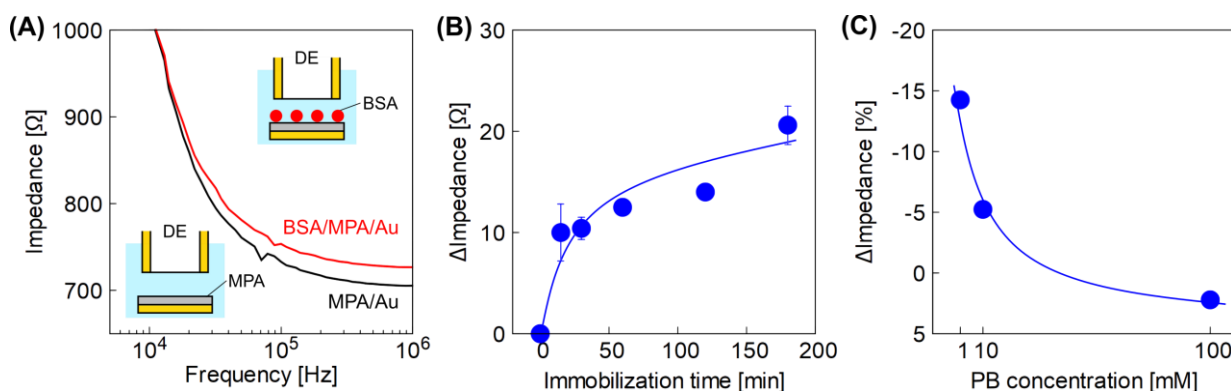 (A)
1000
900
800
700
Impedance [Ω]
DE
BSA
DE
MPA
BSA/MPA/Au
MPA/Au
10⁴
10⁵
10⁶
Frequency [Hz]
(B)
30
20
10
0
ΔImpedance [Ω]
0
50
100
150
200
Immobilization time [min]
(C)
-20
-15
-10
-5
0
5
ΔImpedance [%]
1
10
100
PB concentration [mM]